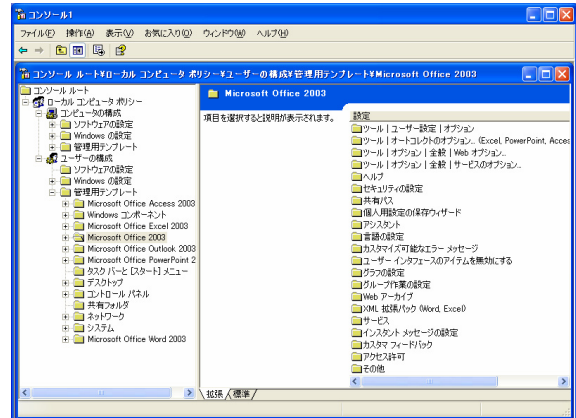 コンソール1
ファイル(F) 操作(A) 表示(V) お気に入り(O) ウィンドウ(W) ヘルプ(H)
コンソール ルート¥ローカル コンピュータ ポリシー¥ユーザーの構成¥管理用テンプレート¥Microsoft Office 2003
コンソール ルート
ローカル コンピュータ ポリシー
コンピュータの構成
ソフトウェアの設定
Windows の設定
管理用テンプレート
ユーザーの構成
ソフトウェアの設定
Windows の設定
管理用テンプレート
Microsoft Office Access 2003
Windows コンポーネント
Microsoft Office Excel 2003
Microsoft Office 2003
Microsoft Office Outlook 2003
Microsoft Office PowerPoint 2
タスク バーと [スタート] メニュー
デスクトップ
コントロール パネル
共有フォルダ
ネットワーク
システム
Microsoft Office Word 2003
Microsoft Office 2003
項目を選択すると説明が表示されます。
設定
ツール | ユーザー設定 | オプション
ツール | オートコレクトのオプション... (Excel, PowerPoint, Acces
ツール | オプション | 全般 | Web オプション...
ツール | オプション | 全般 | サービスのオプション...
ヘルプ
セキュリティの設定
共有パス
個人用設定の保存ウィザード
アシスタント
言語の設定
カスタマイズ可能なエラー メッセージ
ユーザー インタフェースのアイテムを無効にする
グラフの設定
グループ作業の設定
Web アーカイブ
XML 拡張パック (Word, Excel)
サービス
インスタント メッセージの設定
カスタマ フィードバック
アクセス許可
その他
拡張 標準